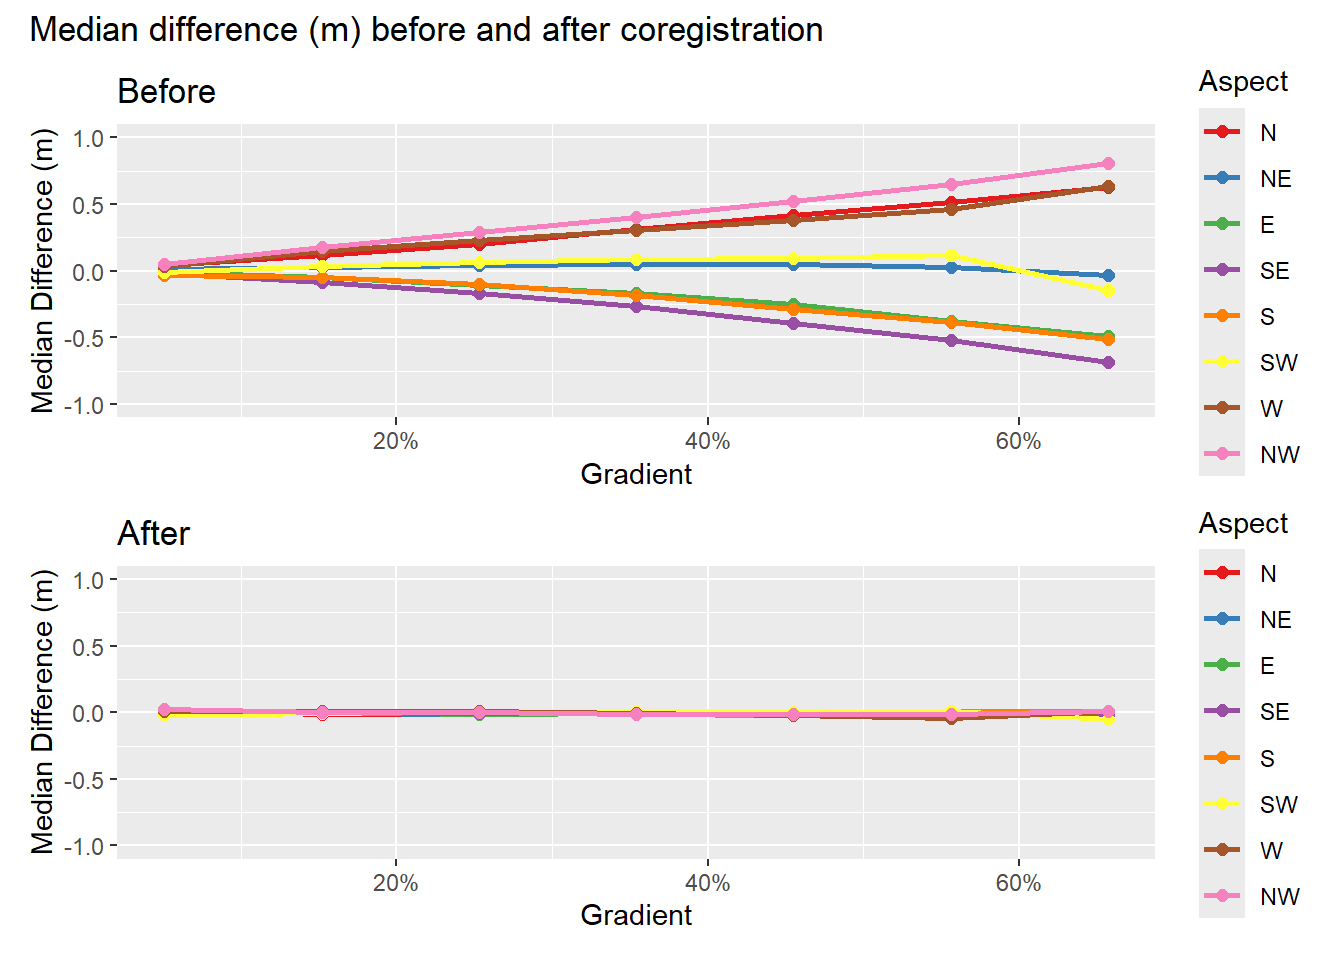 Median difference (m) before and after coregistration
Before
Median Difference (m)
1.0
0.5
0.0
-0.5
-1.0
20%
40%
60%
Gradient
Aspect
N
NE
E
SE
S
SW
W
NW
After
Median Difference (m)
1.0
0.5
0.0
-0.5
-1.0
20%
40%
60%
Gradient
Aspect
N
NE
E
SE
S
SW
W
NW